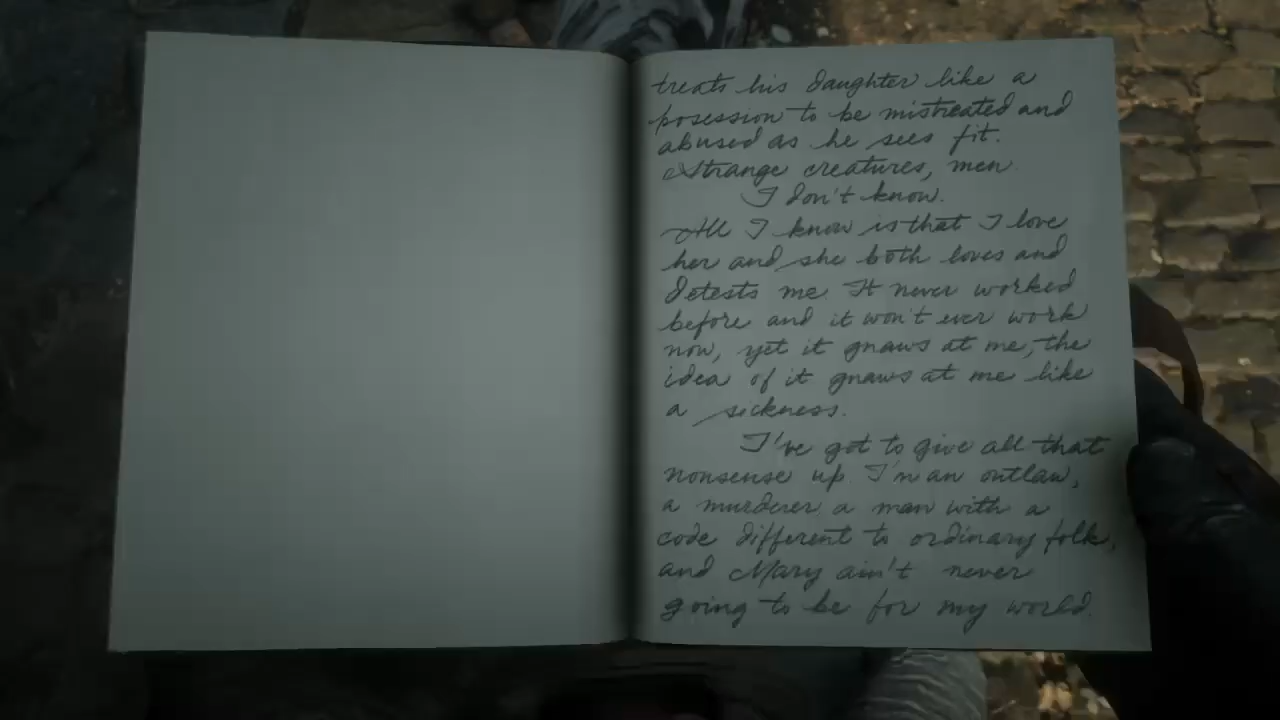 treats his daughter like a
posession to be mistreated and
abused as he sees fit.
Strange creatures, men.
I don't know.
All I know is that I love
her and she both loves and
detests me. It never worked
before and it won't ever work
now, yet it gnaws at me, the
idea of it gnaws at me like
a sickness.
I've got to give all that
nonsense up. I'm an outlaw,
a murderer a man with a
code different to ordinary folk,
and Mary ain't never
going to be for my world.